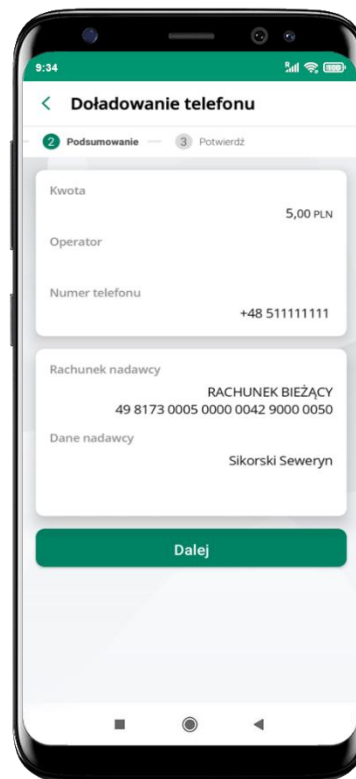 9:34
Doładowanie telefonu
2 Podsumowanie 3 Potwierdź
Kwota
5,00 PLN
Operator
Numer telefonu
+48 511111111
Rachunek nadawcy
RACHUNEK BIEŻĄCY
49 8173 0005 0000 0042 9000 0050
Dane nadawcy
Sikorski Seweryn
Dalej